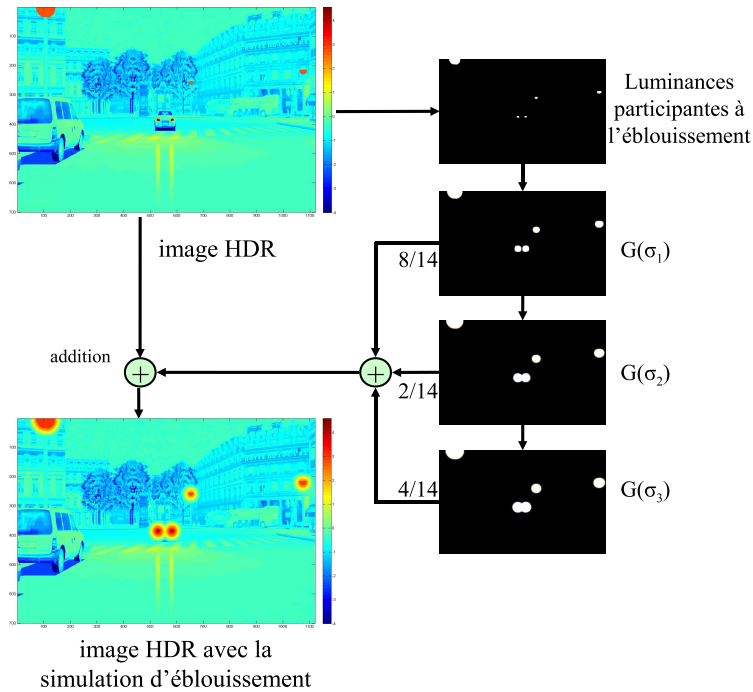 Luminances
participantes à
l'éblouissement
image HDR
8/14
G(σ1)
addition
+
+
2/14
G(σ2)
4/14
G(σ3)
image HDR avec la
simulation d'éblouissement